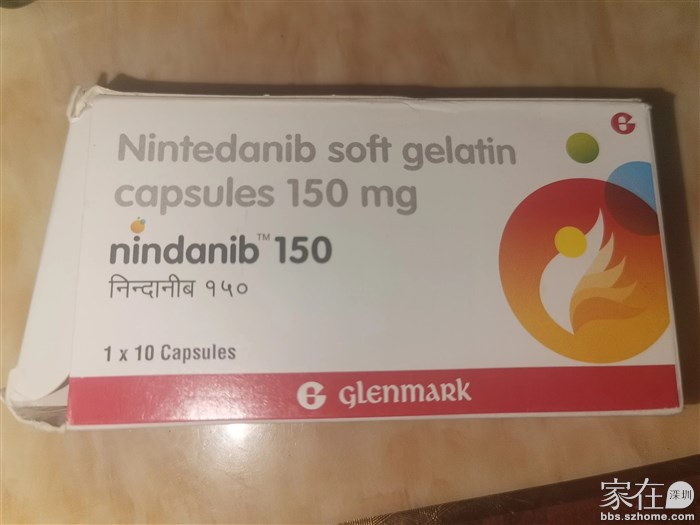 Nintedanib soft gelatin
capsules 150 mg
nindanib™ 150
निन्दानीब १५०
1 x 10 Capsules
G glenmark
家在深圳
bbs.szhome.com